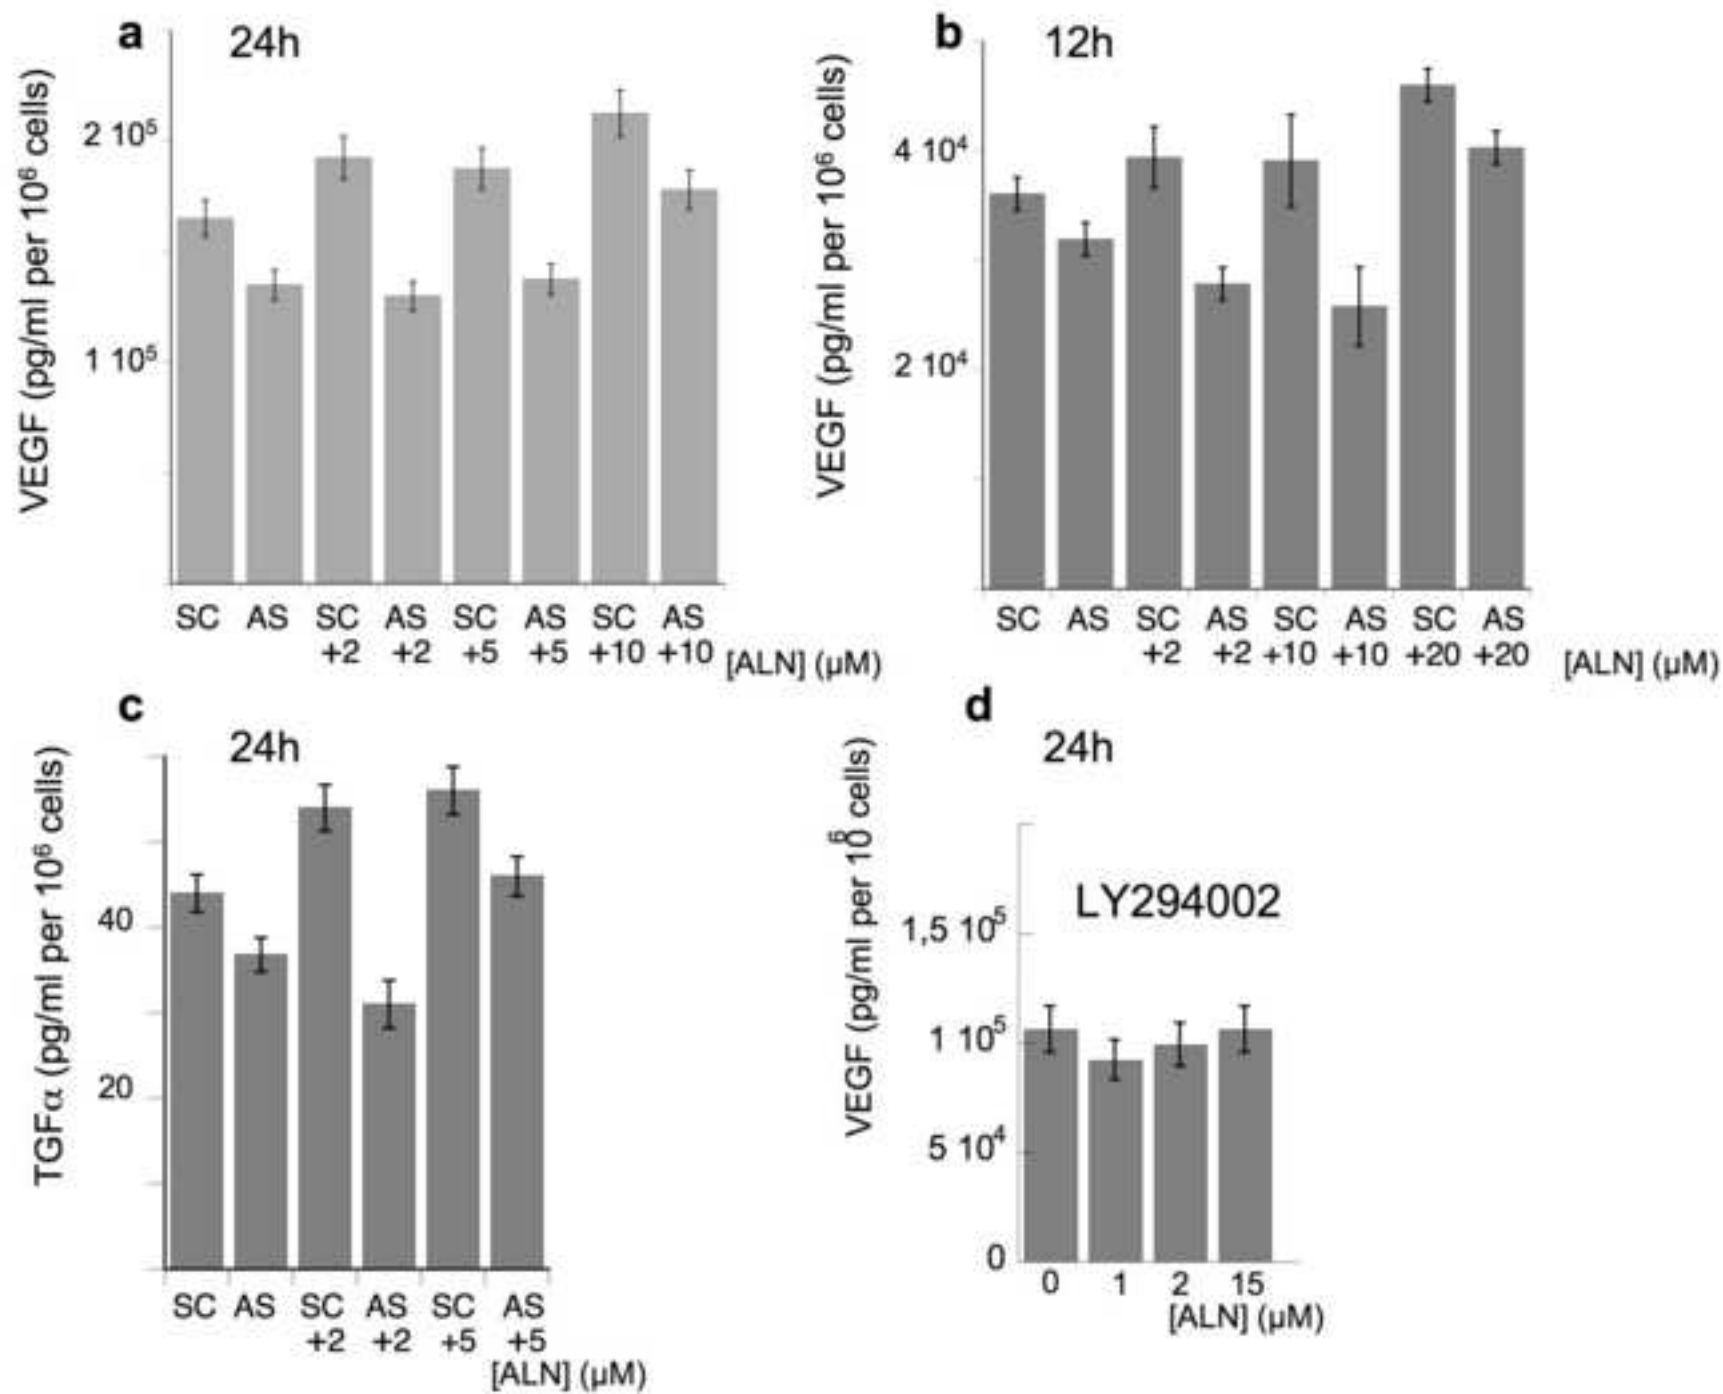 a
24h
VEGF (pg/ml per 10⁶ cells)
2 10⁵
1 10⁵
SC AS SC AS SC AS SC AS
+2 +2 +5 +5 +10 +10
[ALN] (µM)
b
12h
VEGF (pg/ml per 10⁶ cells)
4 10⁴
2 10⁴
SC AS SC AS SC AS SC AS
+2 +2 +10 +10 +20 +20
[ALN] (µM)
c
24h
TGFα (pg/ml per 10⁶ cells)
40
20
SC AS SC AS SC AS
+2 +2 +5 +5
[ALN] (µM)
d
24h
VEGF (pg/ml per 10⁶ cells)
LY294002
1,5 10⁵
1 10⁵
5 10⁴
0
0 1 2 15
[ALN] (µM)